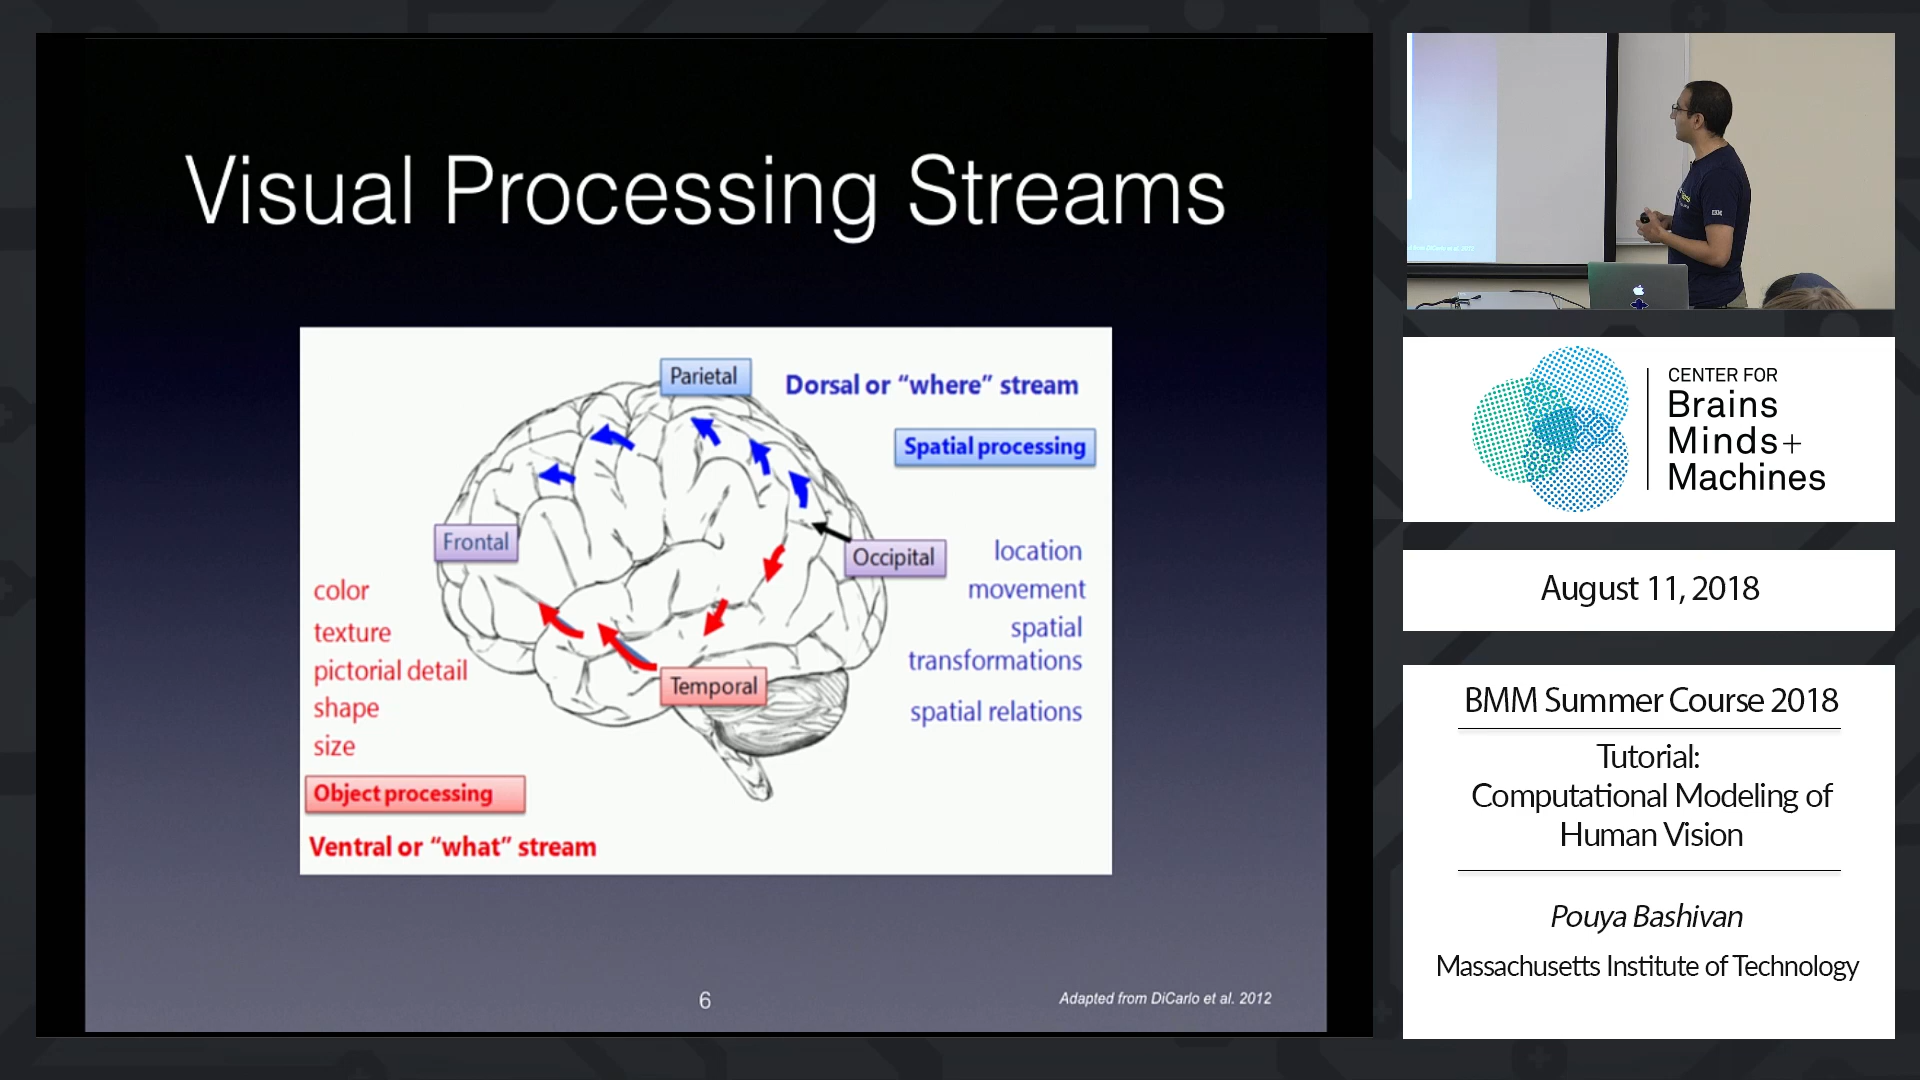 Visual Processing Streams
Parietal
Dorsal or “where” stream
Spatial processing
Frontal
Occipital
location
movement
spatial
transformations
spatial relations
color
texture
pictorial detail
shape
size
Temporal
Object processing
Ventral or “what” stream
6
Adapted from DiCarlo et al. 2012
IBM
CENTER FOR
Brains
Minds+
Machines
August 11, 2018
BMM Summer Course 2018
Tutorial:
Computational Modeling of
Human Vision
Pouya Bashivan
Massachusetts Institute of Technology